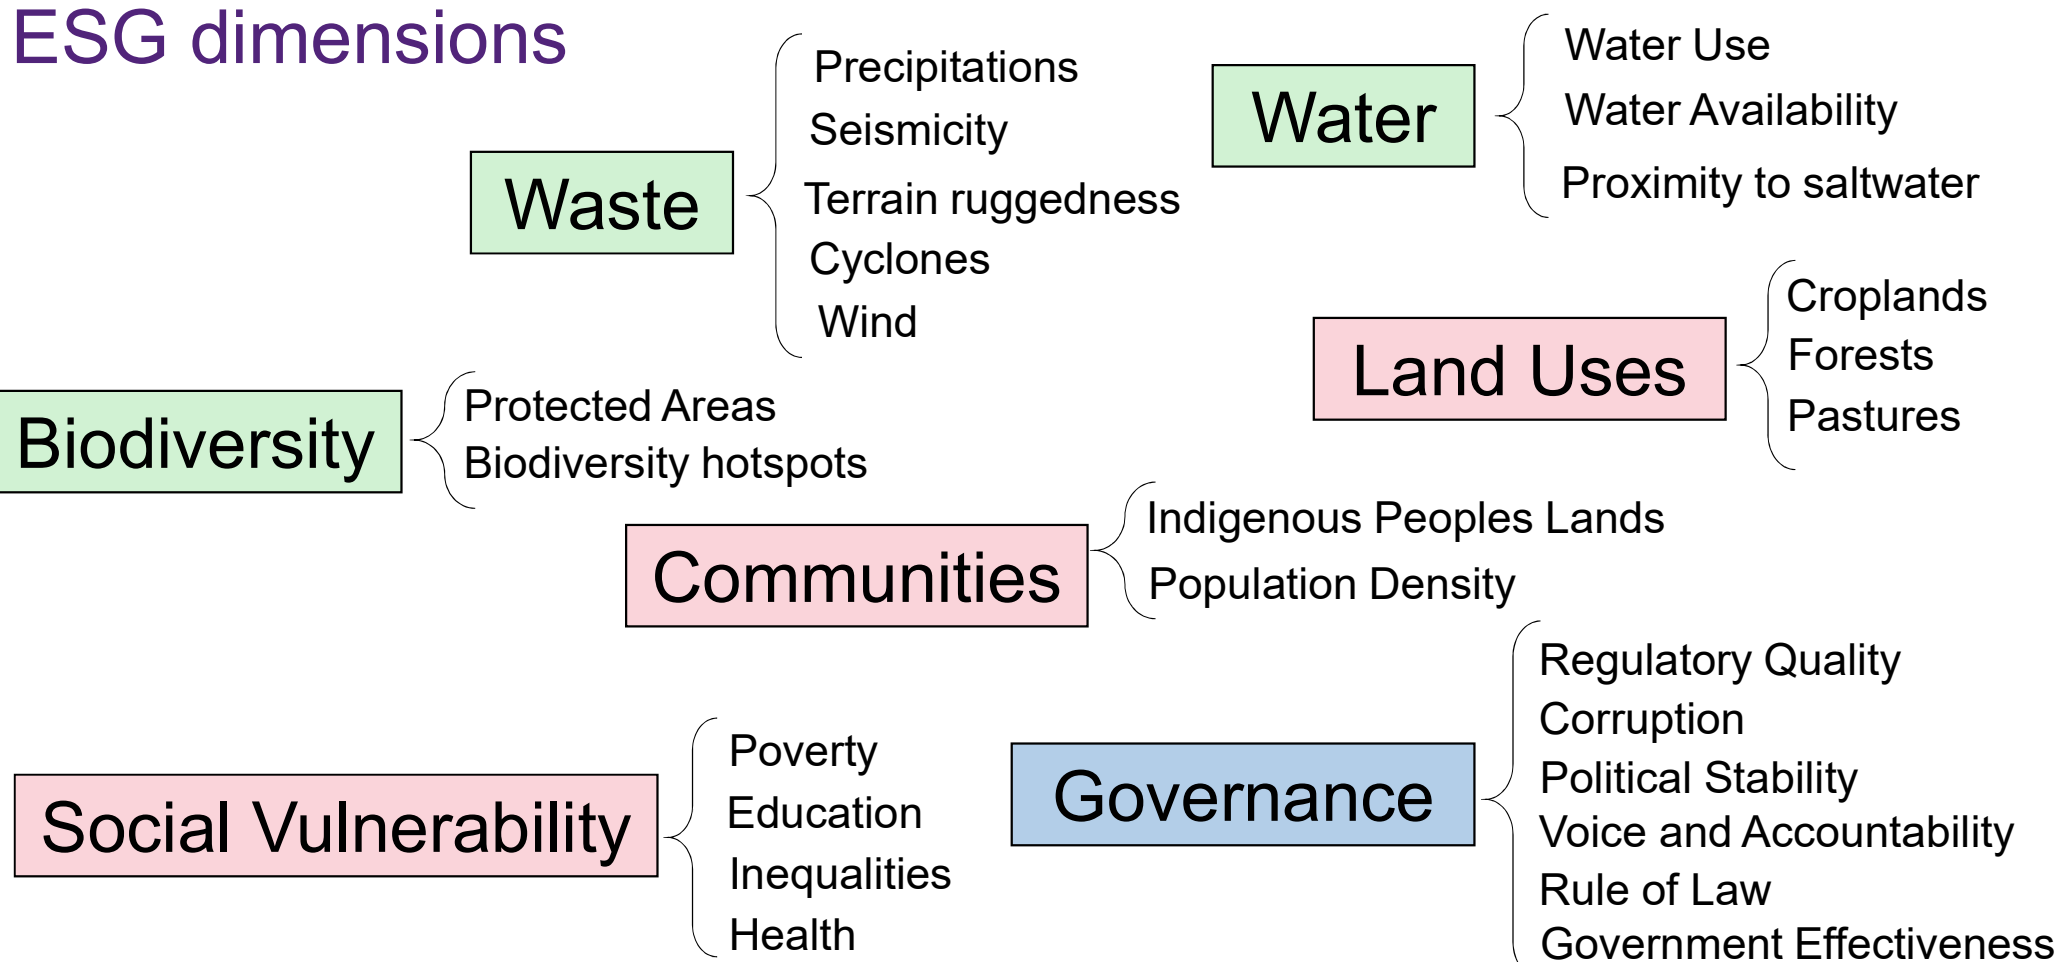 ESG dimensions
Waste
Precipitations
Seismicity
Terrain ruggedness
Cyclones
Wind
Water
Water Use
Water Availability
Proximity to saltwater
Land Uses
Croplands
Forests
Pastures
Biodiversity
Protected Areas
Biodiversity hotspots
Communities
Indigenous Peoples Lands
Population Density
Social Vulnerability
Poverty
Education
Inequalities
Health
Governance
Regulatory Quality
Corruption
Political Stability
Voice and Accountability
Rule of Law
Government Effectiveness